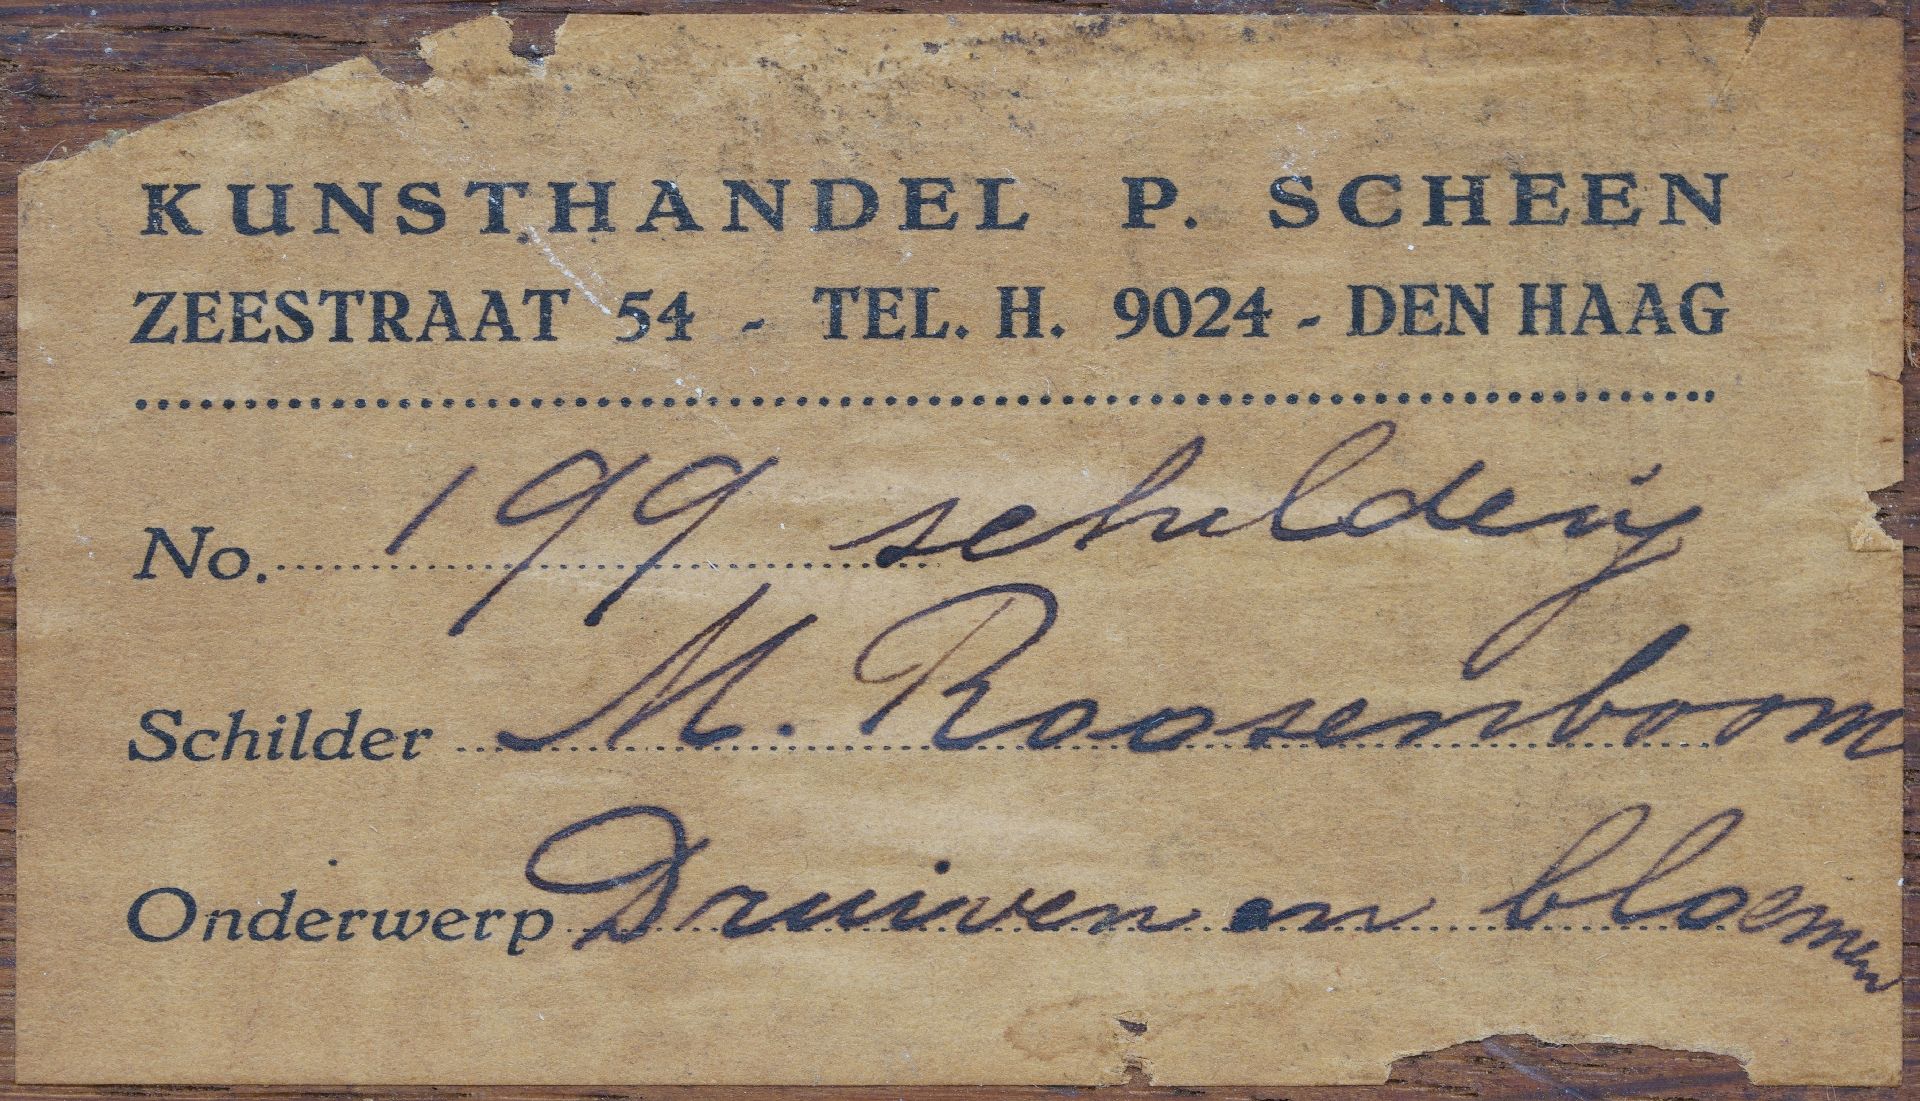 KUNSTHANDEL P. SCHEEN
ZEESTRAAT 54 - TEL. H. 9024 - DEN HAAG
No. 199 schilderij
Schilder M. Roosenboom
Onderwerp Druiven en bloemen